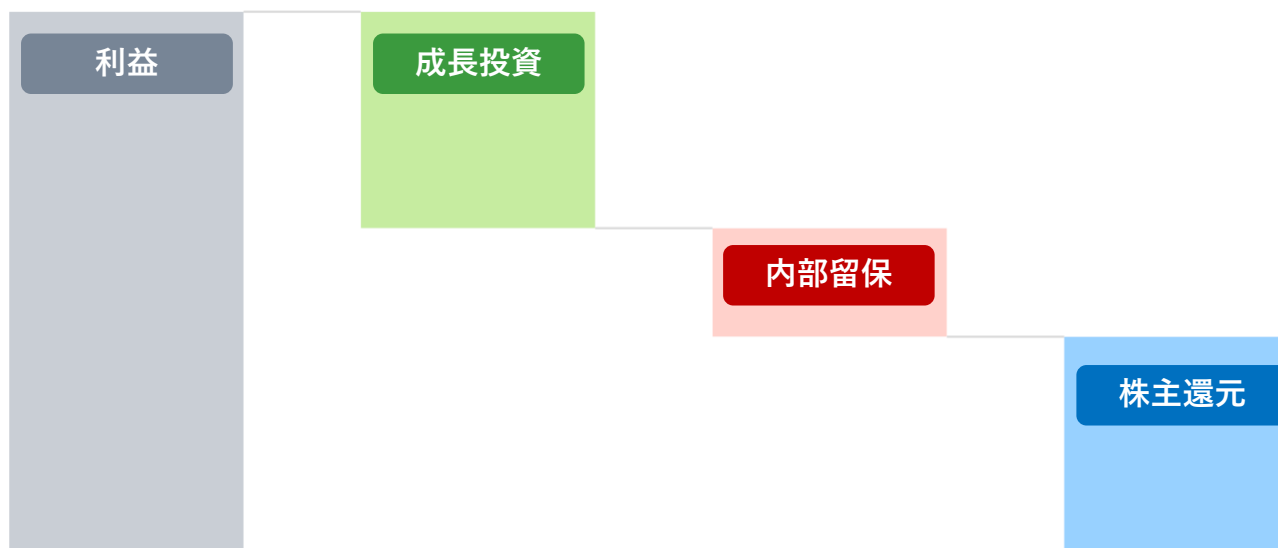 利益
成長投資
内部留保
株主還元